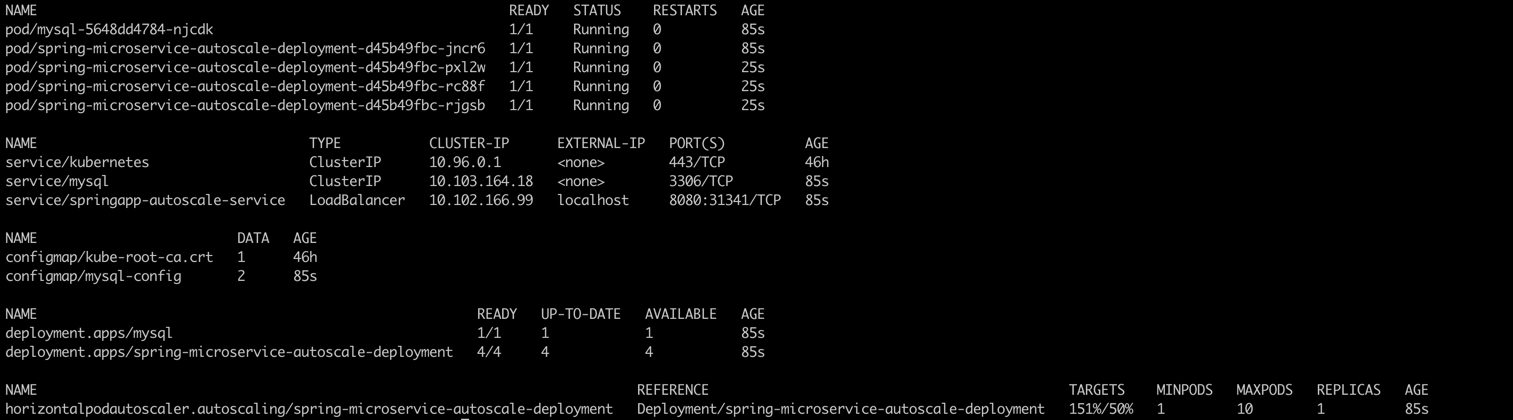 NAME READY STATUS RESTARTS AGE
pod/mysql-5648dd4784-njcdk 1/1 Running 0 85s
pod/spring-microservice-autoscale-deployment-d45b49fbc-jncr6 1/1 Running 0 85s
pod/spring-microservice-autoscale-deployment-d45b49fbc-pxl2w 1/1 Running 0 25s
pod/spring-microservice-autoscale-deployment-d45b49fbc-rc88f 1/1 Running 0 25s
pod/spring-microservice-autoscale-deployment-d45b49fbc-rjgsb 1/1 Running 0 25s
NAME TYPE CLUSTER-IP EXTERNAL-IP PORT(S) AGE
service/kubernetes ClusterIP 10.96.0.1 <none> 443/TCP 46h
service/mysql ClusterIP 10.103.164.18 <none> 3306/TCP 85s
service/springapp-autoscale-service LoadBalancer 10.102.166.99 localhost 8080:31341/TCP 85s
NAME DATA AGE
configmap/kube-root-ca.crt 1 46h
configmap/mysql-config 2 85s
NAME READY UP-TO-DATE AVAILABLE AGE
deployment.apps/mysql 1/1 1 1 85s
deployment.apps/spring-microservice-autoscale-deployment 4/4 4 4 85s
NAME REFERENCE TARGETS MINPODS MAXPODS REPLICAS AGE
horizontalpodautoscaler.autoscaling/spring-microservice-autoscale-deployment Deployment/spring-microservice-autoscale-deployment 151%/50% 1 10 1 85s